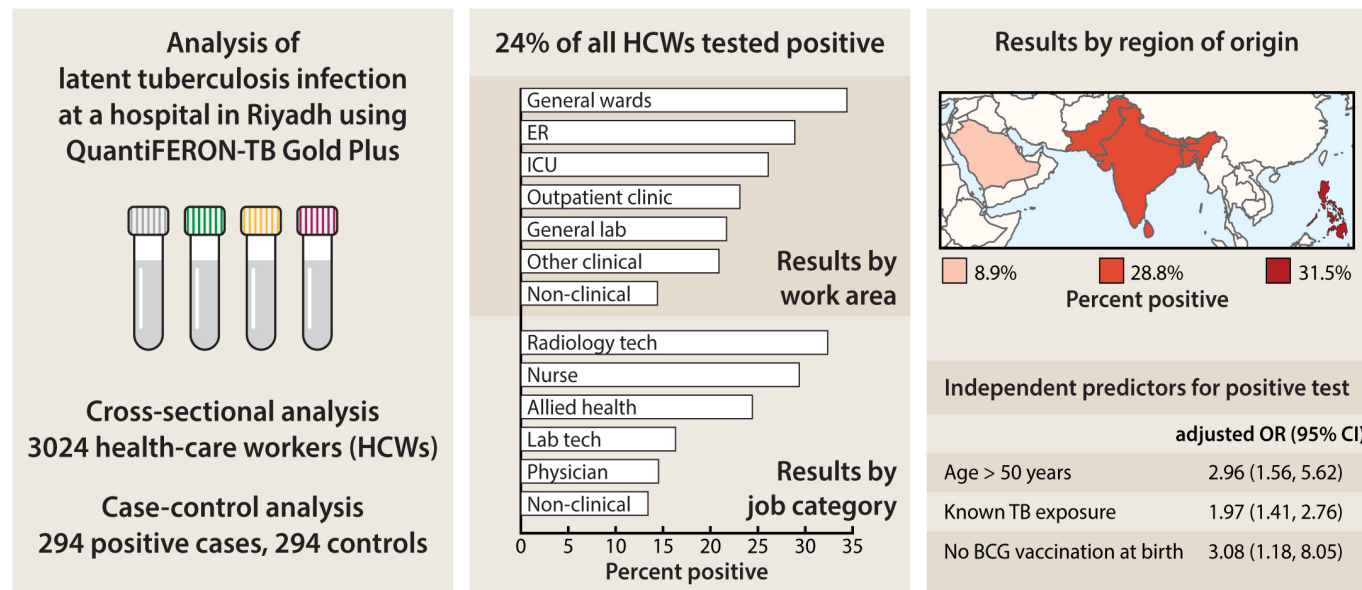 Analysis of
latent tuberculosis infection
at a hospital in Riyadh using
QuantiFERON-TB Gold Plus
Cross-sectional analysis
3024 health-care workers (HCWs)
Case-control analysis
294 positive cases, 294 controls
24% of all HCWs tested positive
General wards
ER
ICU
Outpatient clinic
General lab
Other clinical
Non-clinical
Results by
work area
Radiology tech
Nurse
Allied health
Lab tech
Physician
Non-clinical
Results by
job category
0 5 10 15 20 25 30 35
Percent positive
Results by region of origin
8.9% 28.8% 31.5%
Percent positive
Independent predictors for positive test
adjusted OR (95% CI)
Age > 50 years 2.96 (1.56, 5.62)
Known TB exposure 1.97 (1.41, 2.76)
No BCG vaccination at birth 3.08 (1.18, 8.05)